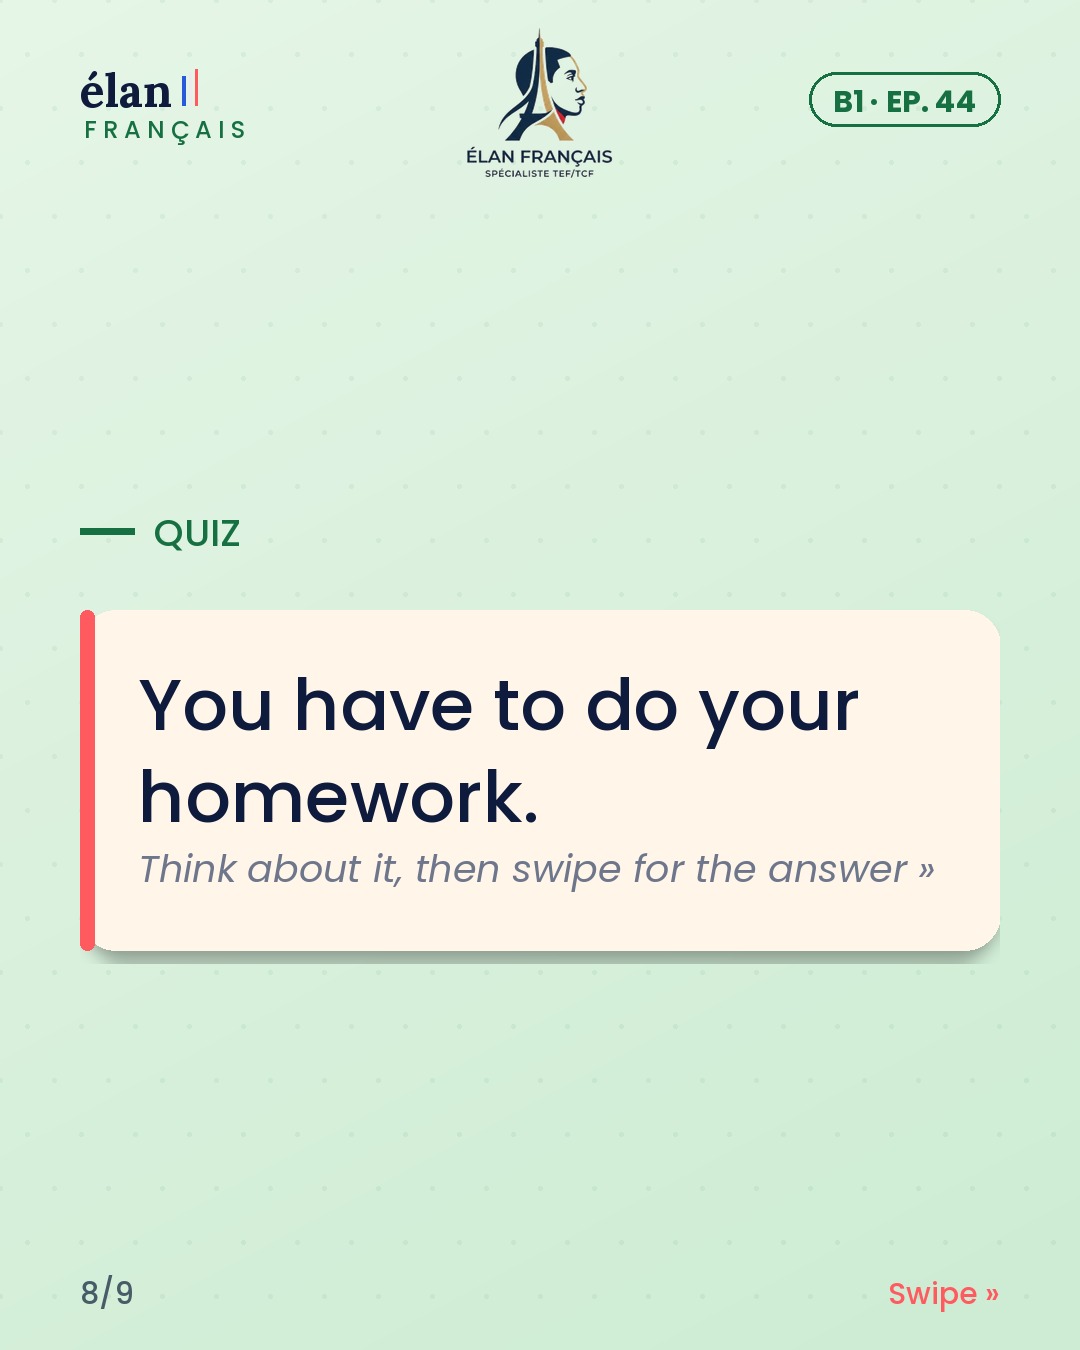 élan
FRANÇAIS
ÉLAN FRANÇAIS
SPÉCIALISTE TEF/TCF
B1 · EP. 44
QUIZ
You have to do your
homework.
Think about it, then swipe for the answer »
8/9
Swipe »